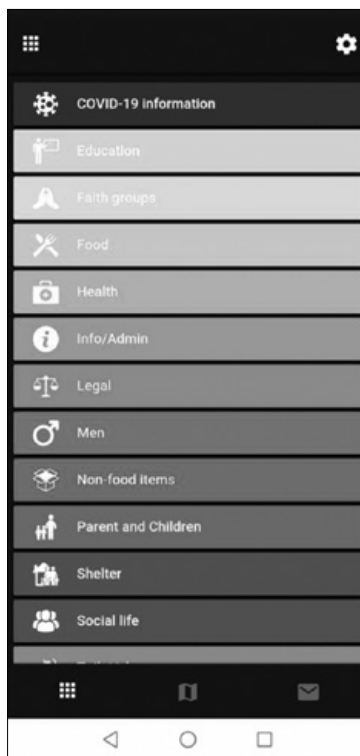 COVID-19 information
Education
Faith groups
Food
Health
Info/Admin
Legal
Men
Non-food items
Parent and Children
Shelter
Social life